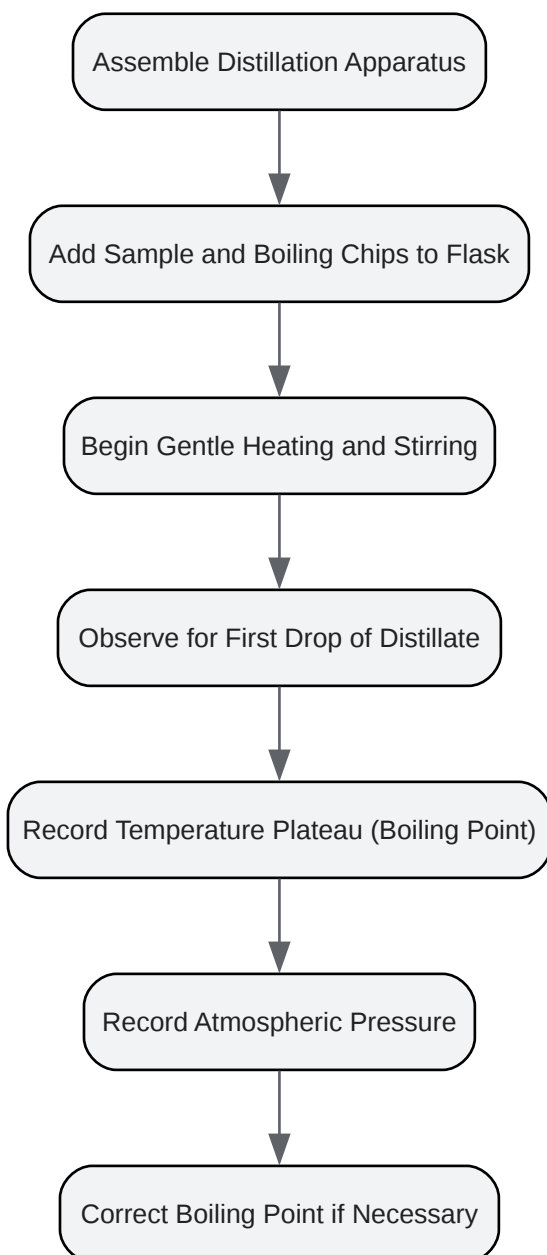 Assemble Distillation Apparatus
Add Sample and Boiling Chips to Flask
Begin Gentle Heating and Stirring
Observe for First Drop of Distillate
Record Temperature Plateau (Boiling Point)
Record Atmospheric Pressure
Correct Boiling Point if Necessary